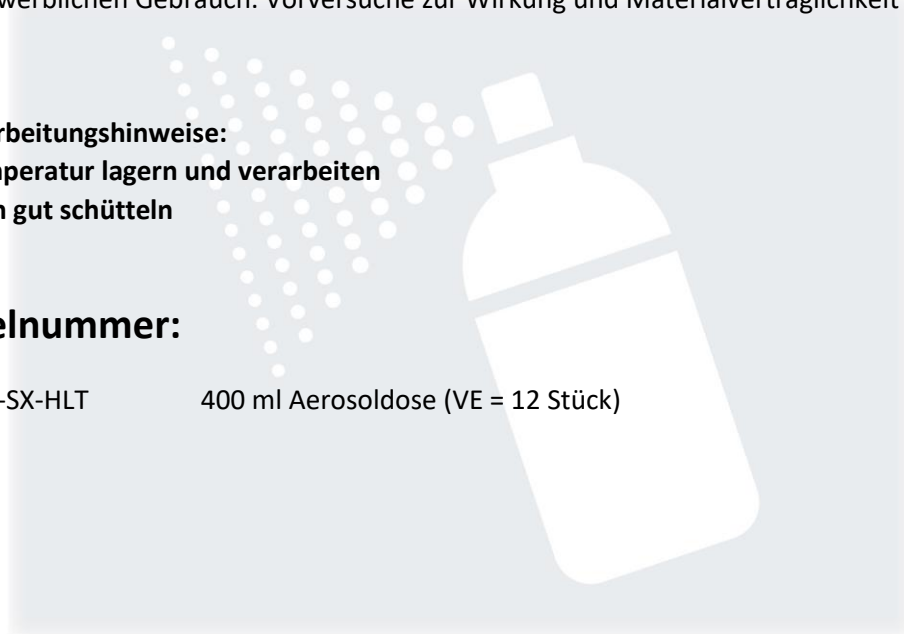 werblichen Gebrauch. Vorversuche zur Wirkung und Materialverträglichkeit
rbeitungshinweise:
peratur lagern und verarbeiten
gut schütteln
elnummer:
-SX-HLT 400 ml Aerosoldose (VE = 12 Stück)